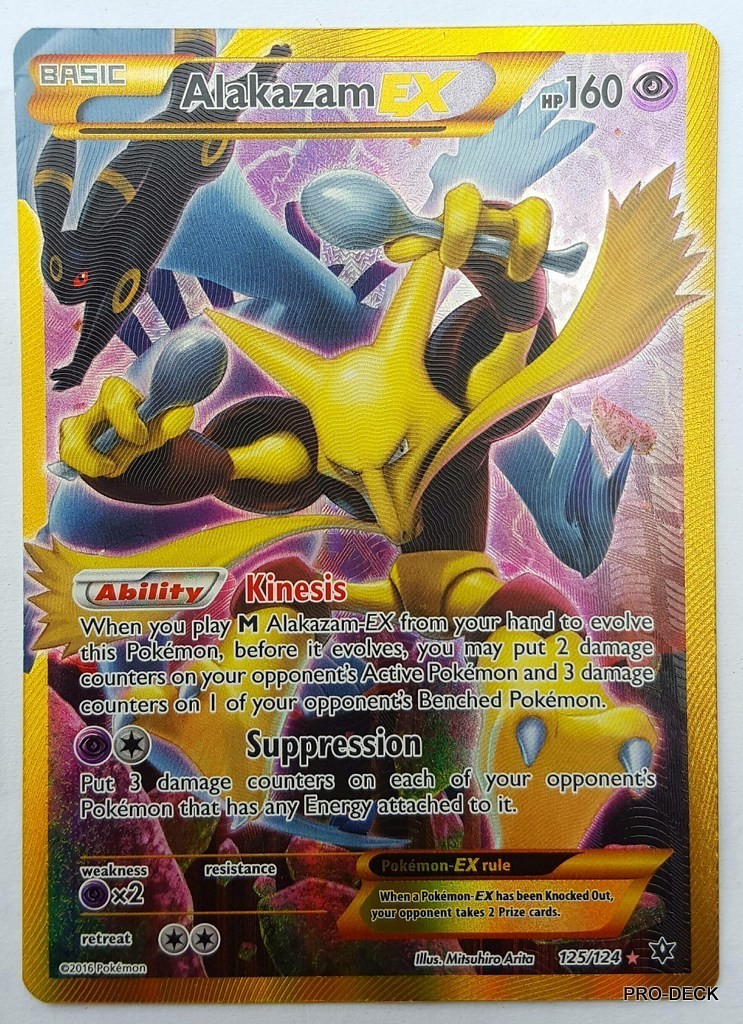 BASIC
Alakazam EX HP160
Ability Kinesis
When you play M Alakazam-EX from your hand to evolve
this Pokémon, before it evolves, you may put 2 damage
counters on your opponent's Active Pokémon and 3 damage
counters on 1 of your opponent's Benched Pokémon.
Suppression
Put 3 damage counters on each of your opponent's
Pokémon that has any Energy attached to it.
weakness resistance
×2
retreat
Pokémon-EX rule
When a Pokémon-EX has been Knocked Out,
your opponent takes 2 Prize cards.
©2016 Pokémon
Illus. Mitsuhiro Arita 125/124
PRO-DECK